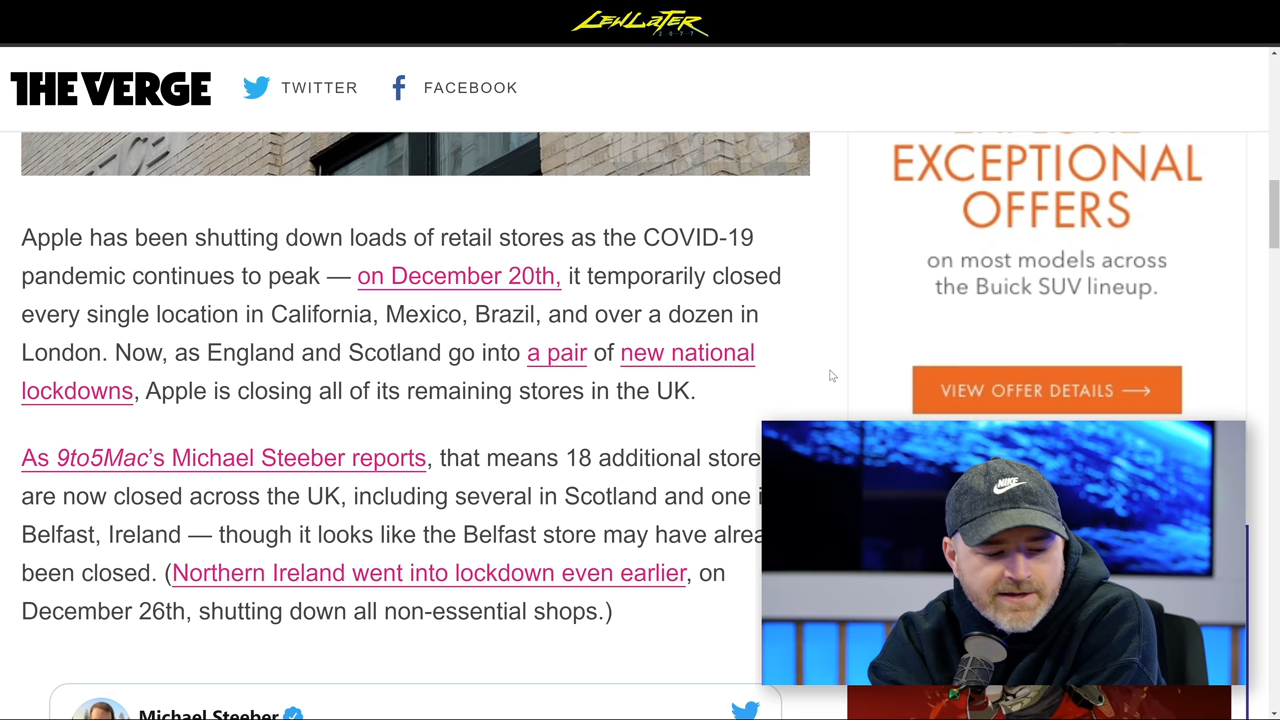 LEWLATER
2077
THE VERGE
TWITTER
FACEBOOK
EXCEPTIONAL
OFFERS
on most models across
the Buick SUV lineup.
VIEW OFFER DETAILS →
Apple has been shutting down loads of retail stores as the COVID-19
pandemic continues to peak — on December 20th, it temporarily closed
every single location in California, Mexico, Brazil, and over a dozen in
London. Now, as England and Scotland go into a pair of new national
lockdowns, Apple is closing all of its remaining stores in the UK.
As 9to5Mac's Michael Steeber reports, that means 18 additional store
are now closed across the UK, including several in Scotland and one
Belfast, Ireland — though it looks like the Belfast store may have alrea
been closed. (Northern Ireland went into lockdown even earlier, on
December 26th, shutting down all non-essential shops.)
NIKE
Michael Steeber